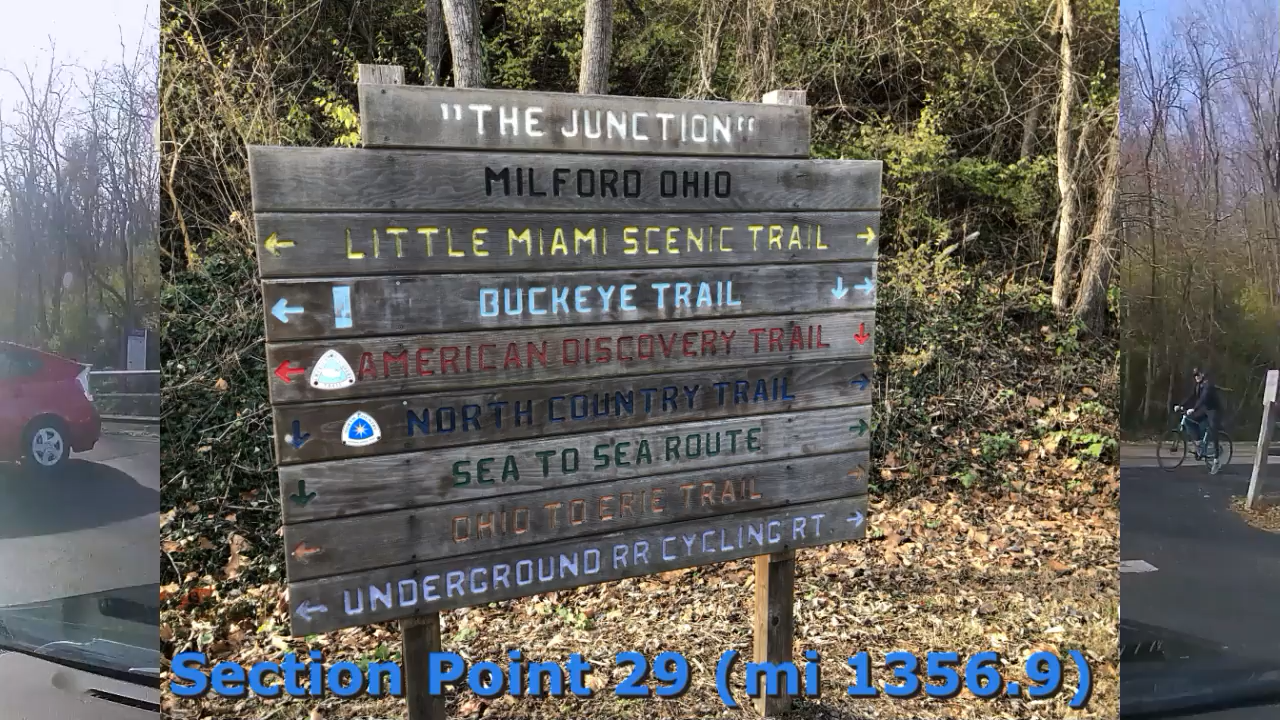 "THE JUNCTION"
MILFORD OHIO
← LITTLE MIAMI SCENIC TRAIL →
← BUCKEYE TRAIL ↓→
← AMERICAN DISCOVERY TRAIL ↓
↓ NORTH COUNTRY TRAIL →
↓ SEA TO SEA ROUTE →
← OHIO TO ERIE TRAIL →
← UNDERGROUND RR CYCLING RT. →
Section Point 29 (mi 1356.9)